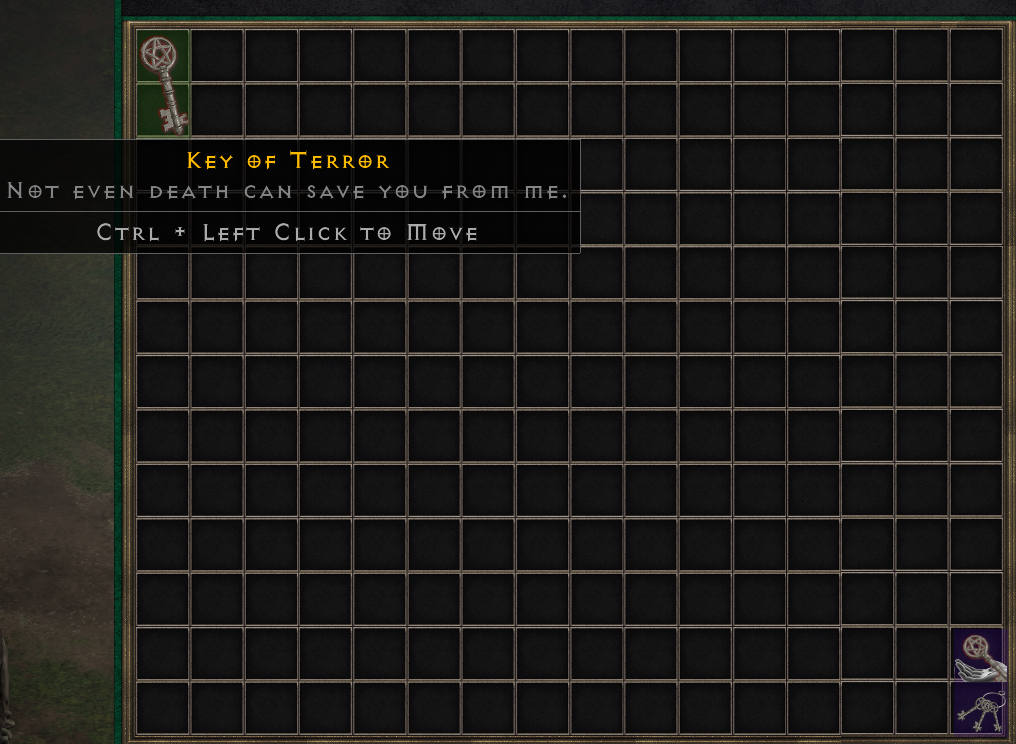 Key of Terror
Not even death can save you from me.
Ctrl + Left Click to Move